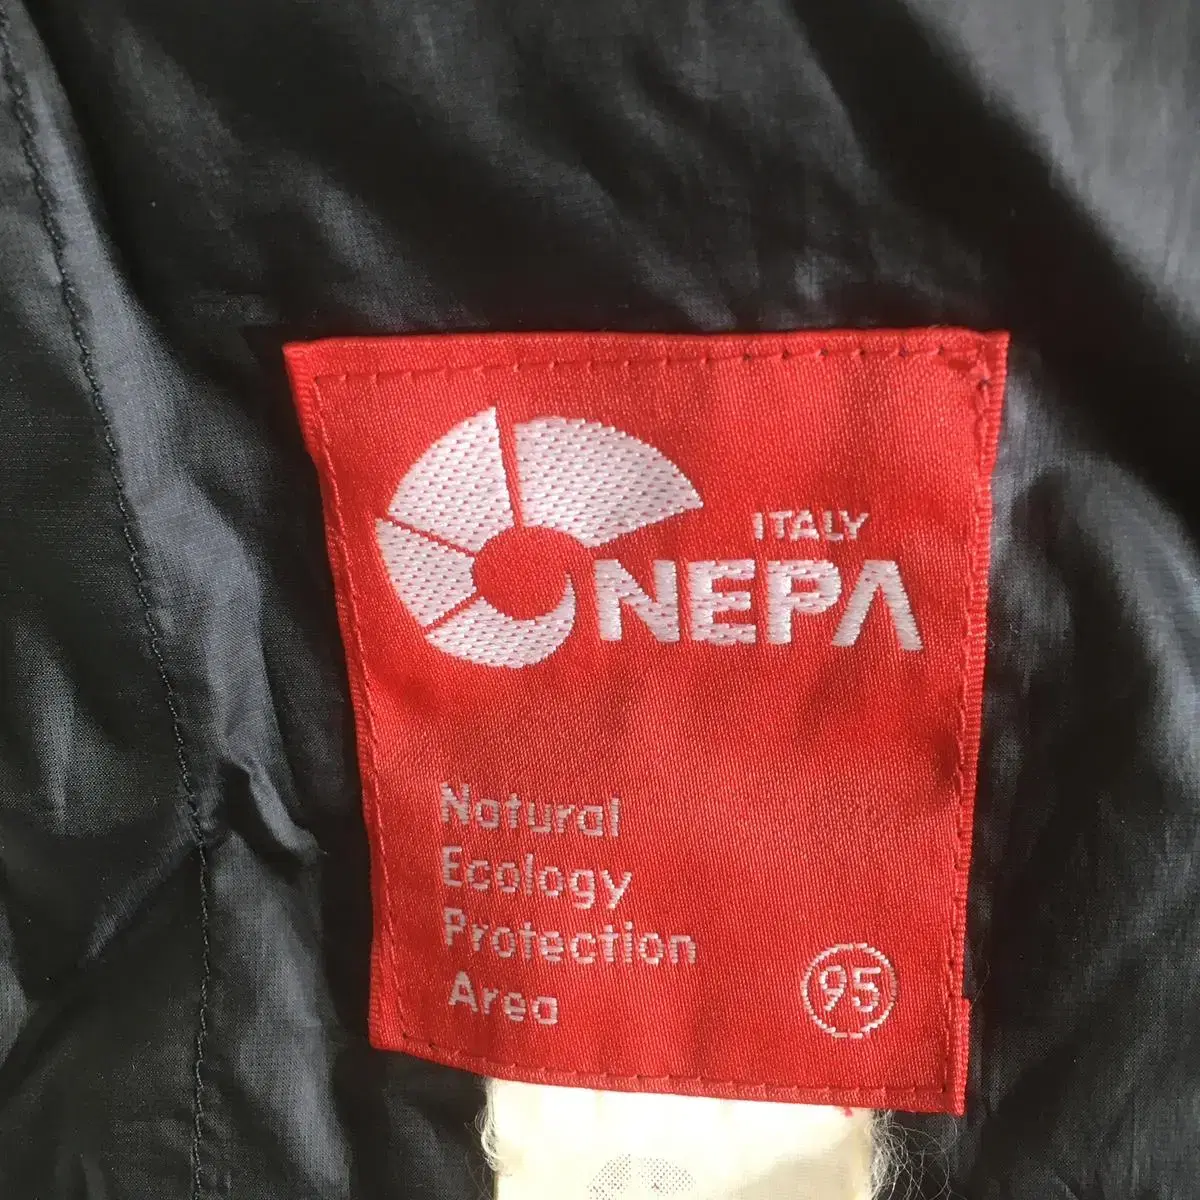 ITALY
NEPA
Natural
Ecology
Protection
Area
95